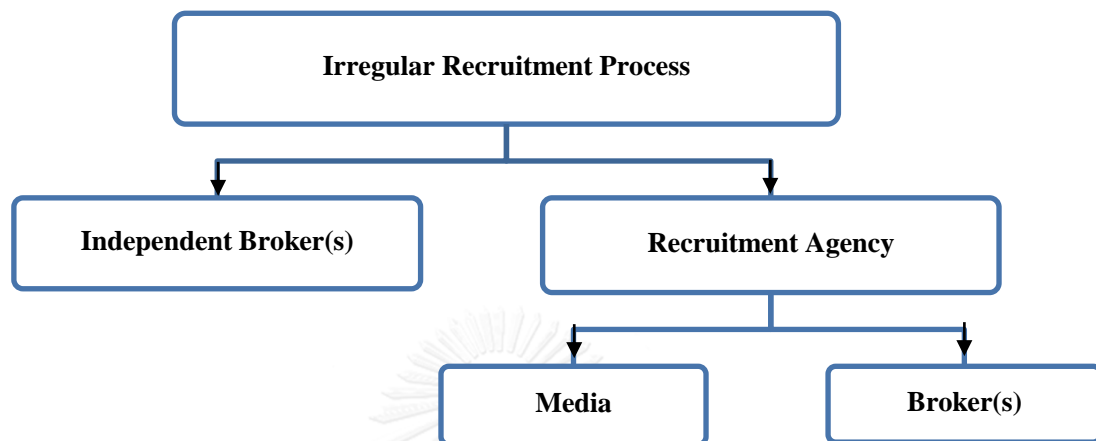 Irregular Recruitment Process
Independent Broker(s)
Recruitment Agency
Media
Broker(s)